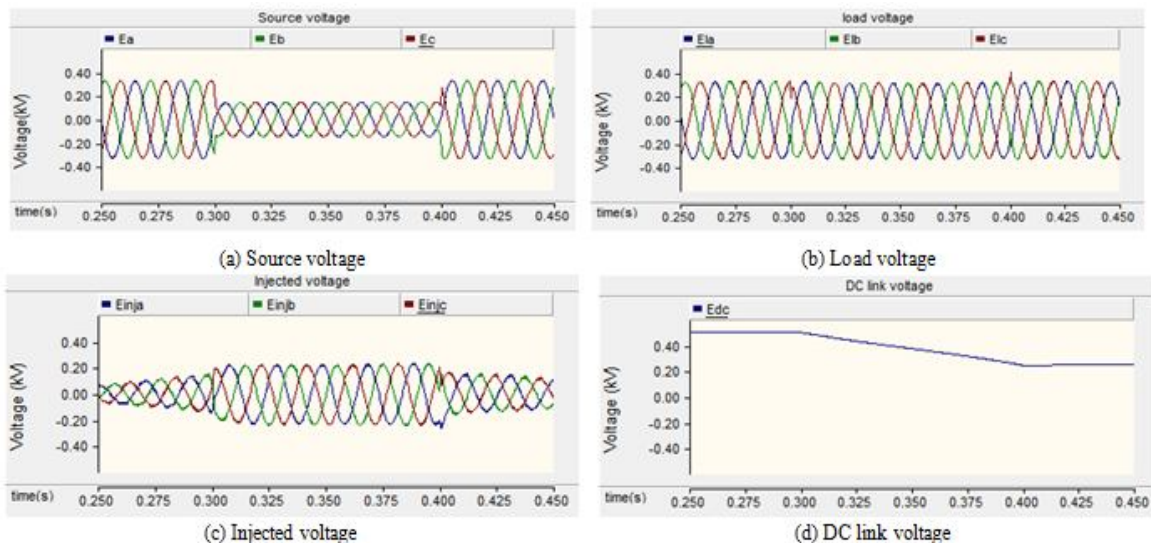 Source voltage
Ea Eb Ec
Voltage(kV)
0.40
0.20
0.00
-0.20
-0.40
time(s) 0.250 0.275 0.300 0.325 0.350 0.375 0.400 0.425 0.450
(a) Source voltage
load voltage
Ela Elb Elc
Voltage (kV)
0.40
0.20
0.00
-0.20
-0.40
time(s) 0.250 0.275 0.300 0.325 0.350 0.375 0.400 0.425 0.450
(b) Load voltage
Injected voltage
Einja Einjb Einjc
Voltage (kV)
0.40
0.20
0.00
-0.20
-0.40
time(s) 0.250 0.275 0.300 0.325 0.350 0.375 0.400 0.425 0.450
(c) Injected voltage
DC link voltage
Edc
Voltage (kV)
0.40
0.20
0.00
-0.20
-0.40
time(s) 0.250 0.275 0.300 0.325 0.350 0.375 0.400 0.425 0.450
(d) DC link voltage